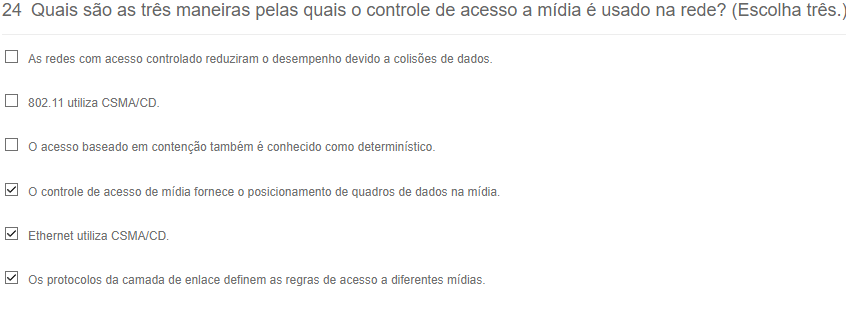 24 Quais são as três maneiras pelas quais o controle de acesso a mídia é usado na rede? (Escolha três.)
As redes com acesso controlado reduziram o desempenho devido a colisões de dados.
802.11 utiliza CSMA/CD.
O acesso baseado em contenção também é conhecido como determinístico.
O controle de acesso de mídia fornece o posicionamento de quadros de dados na mídia.
Ethernet utiliza CSMA/CD.
Os protocolos da camada de enlace definem as regras de acesso a diferentes mídias.